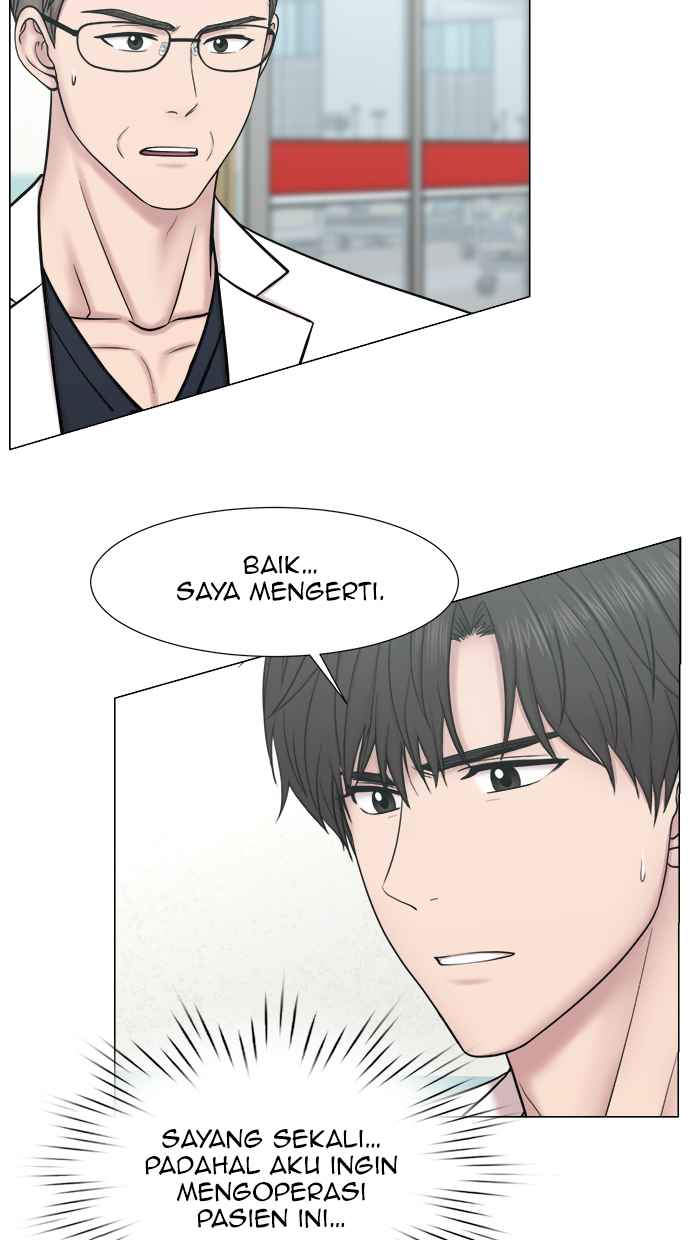 BAIK...
SAYA MENGERTI.
SAYANG SEKALI...
PADAHAL AKU INGIN
MENGOPERASI
PASIEN INI...